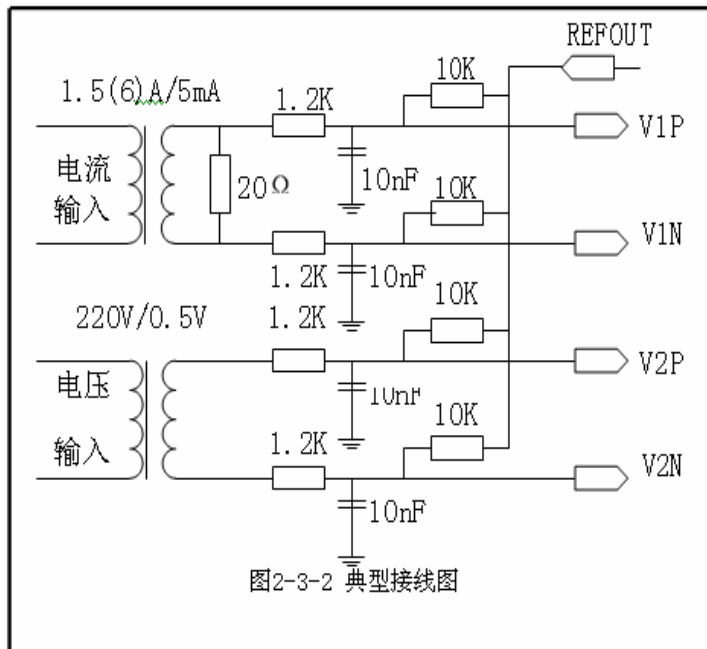 REFOUT
10K
1.5(6)A/5mA
1.2K
V1P
电流
输入
20Ω
10nF
10K
V1N
1.2K
10nF
220V/0.5V
1.2K
10K
V2P
电压
输入
10nF
10K
1.2K
V2N
10nF
图2-3-2 典型接线图